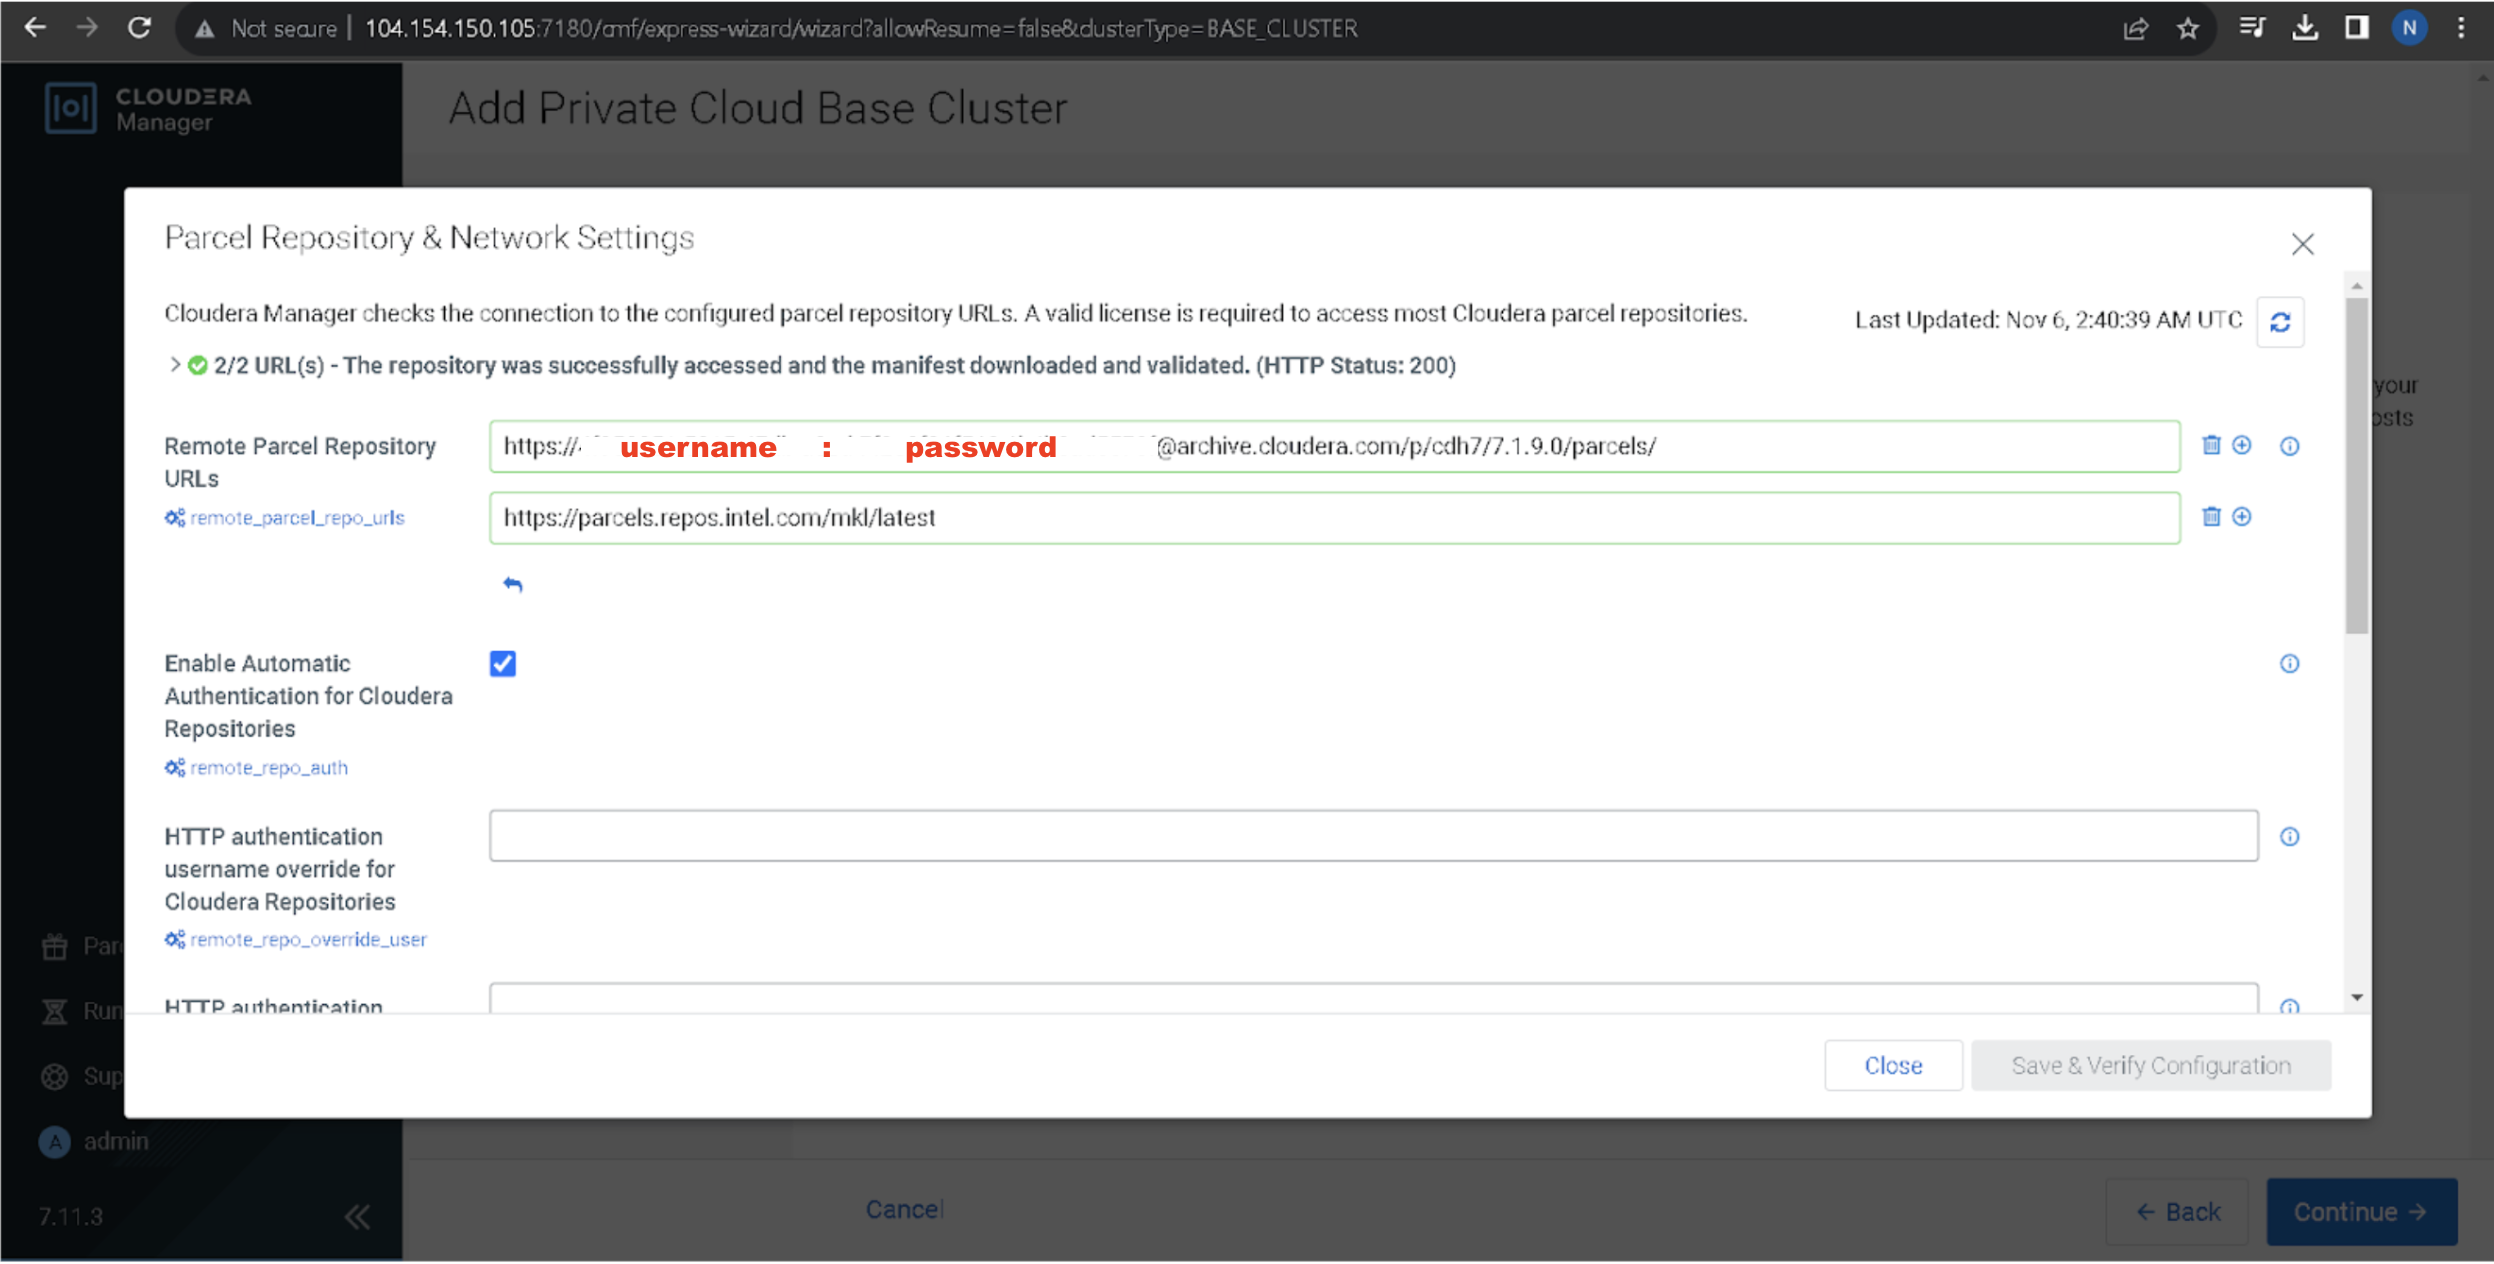 Not secure | 104.154.150.105:7180/cmf/express-wizard/wizard?allowResume=false&clusterType=BASE_CLUSTER
N
CLOUDERA
Manager
Add Private Cloud Base Cluster
Parcel Repository & Network Settings
Cloudera Manager checks the connection to the configured parcel repository URLs. A valid license is required to access most Cloudera parcel repositories.
Last Updated: Nov 6, 2:40:39 AM UTC
2/2 URL(s) - The repository was successfully accessed and the manifest downloaded and validated. (HTTP Status: 200)
your
osts
Remote Parcel Repository
URLs
remote_parcel_repo_urls
https:// username : password @archive.cloudera.com/p/cdh7/7.1.9.0/parcels/
https://parcels.repos.intel.com/mkl/latest
Enable Automatic
Authentication for Cloudera
Repositories
remote_repo_auth
HTTP authentication
username override for
Cloudera Repositories
remote_repo_override_user
HTTP authentication
Par
Run
Sup
A admin
7.11.3
Close
Save & Verify Configuration
Cancel
← Back
Continue →